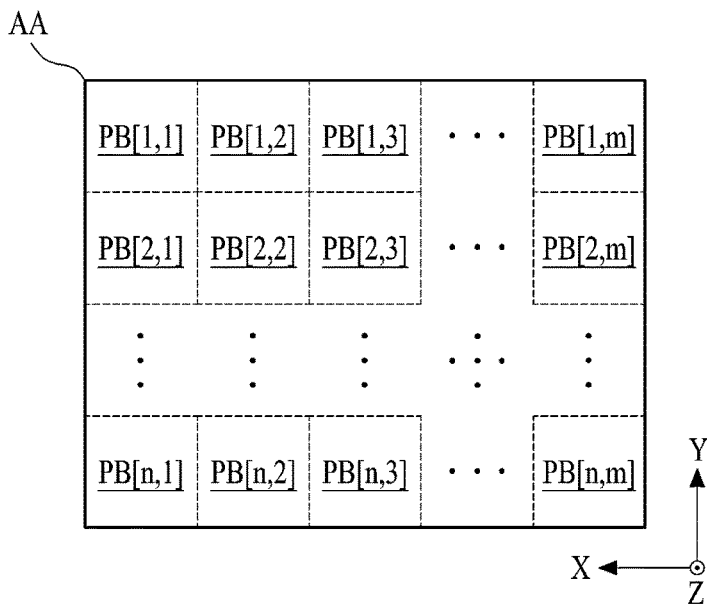 AA
PB[1,1] PB[1,2] PB[1,3] • • • PB[1,m]
PB[2,1] PB[2,2] PB[2,3] • • • PB[2,m]
PB[n,1] PB[n,2] PB[n,3] • • • PB[n,m]
Y
X
Z